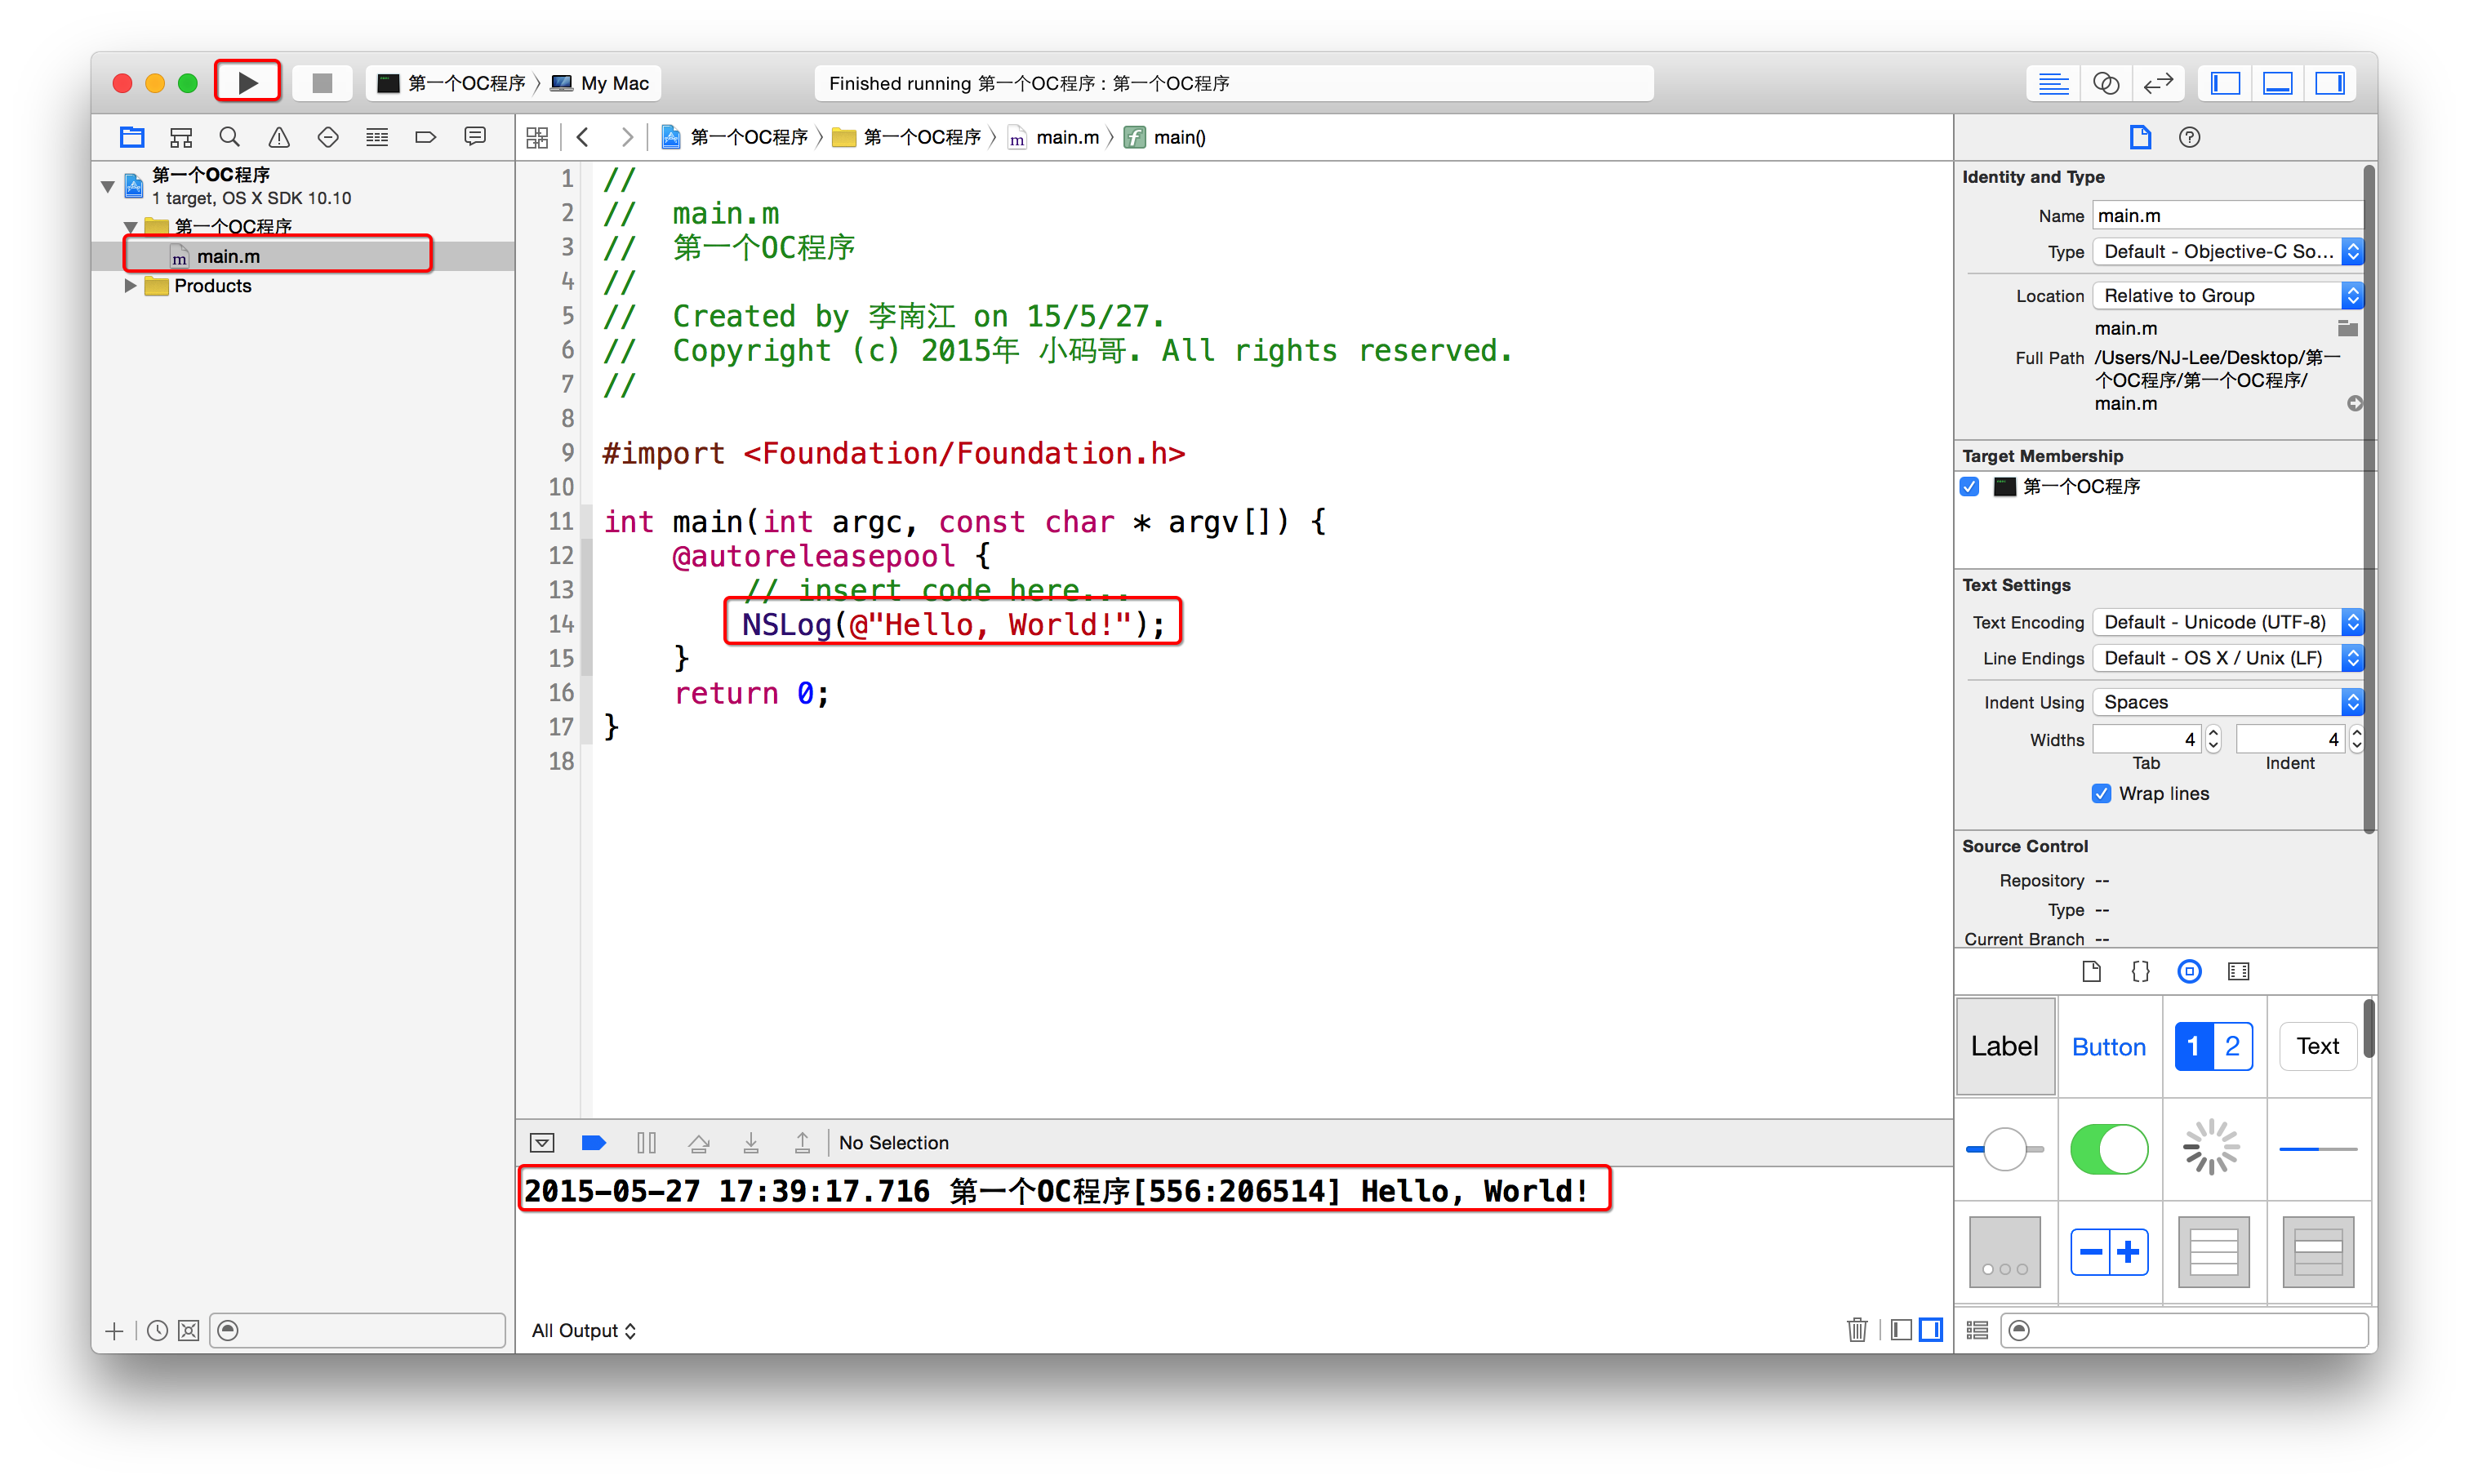 第一个OC程序 〉 My Mac
Finished running 第一个OC程序 : 第一个OC程序
第一个OC程序
1 target, OS X SDK 10.10
第一个OC程序
m main.m
Products
第一个OC程序 〉 第一个OC程序 〉 m main.m 〉 f main()
1 //
2 //  main.m
3 //  第一个OC程序
4 //
5 //  Created by 李南江 on 15/5/27.
6 //  Copyright (c) 2015年 小码哥. All rights reserved.
7 //
8
9 #import <Foundation/Foundation.h>
10
11 int main(int argc, const char * argv[]) {
12     @autoreleasepool {
13         // insert code here...
14         NSLog(@"Hello, World!");
15     }
16     return 0;
17 }
18
No Selection
2015-05-27 17:39:17.716 第一个OC程序[556:206514] Hello, World!
All Output
Identity and Type
Name main.m
Type Default - Objective-C So...
Location Relative to Group
main.m
Full Path /Users/NJ-Lee/Desktop/第一
个OC程序/第一个OC程序/
main.m
Target Membership
第一个OC程序
Text Settings
Text Encoding Default - Unicode (UTF-8)
Line Endings Default - OS X / Unix (LF)
Indent Using Spaces
Widths 4 4
Tab Indent
Wrap lines
Source Control
Repository --
Type --
Current Branch --
Label Button 1 2 Text